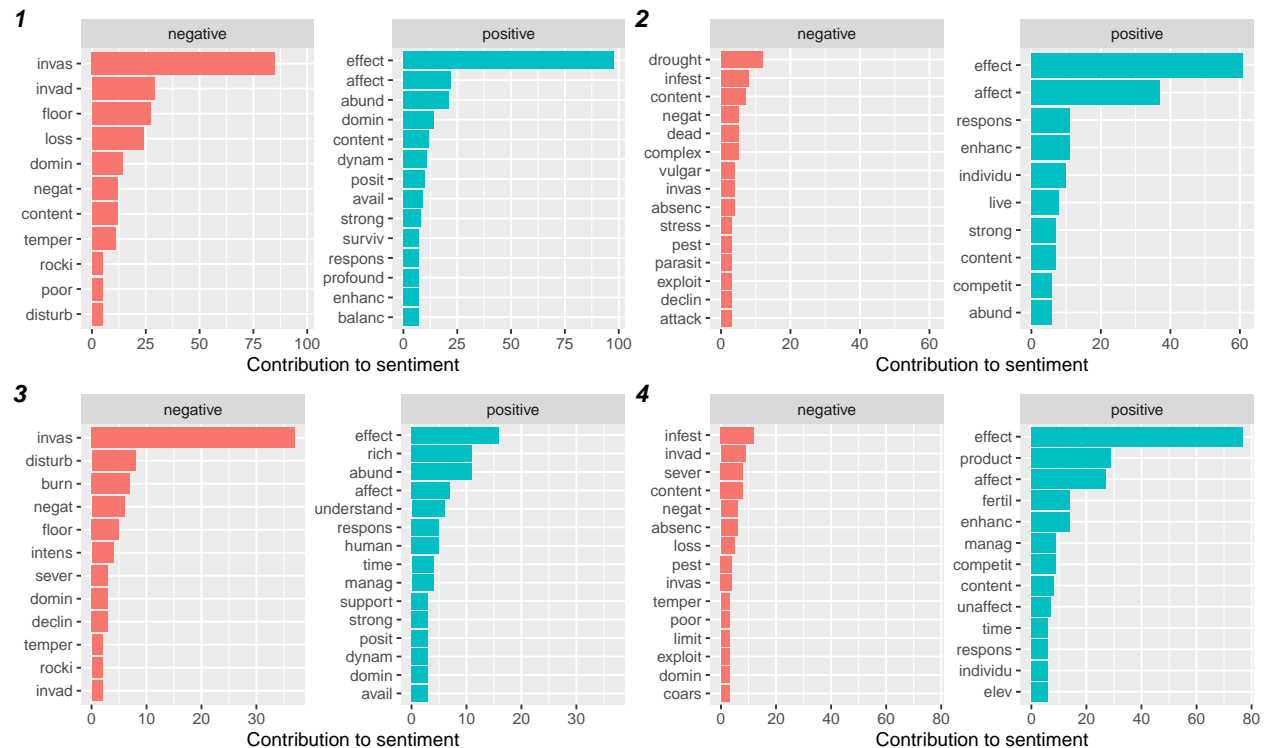 1
negative
invas
invad
floor
loss
domin
negat
content
temper
rocki
poor
disturb
0 25 50 75 100
positive
effect
affect
abund
domin
content
dynam
posit
avail
strong
surviv
respons
profound
enhanc
balanc
0 25 50 75 100
Contribution to sentiment
2
negative
drought
infest
content
negat
dead
complex
vulgar
invas
absenc
stress
pest
parasit
exploit
declin
attack
0 20 40 60
positive
effect
affect
respons
enhanc
individu
live
strong
content
competit
abund
0 20 40 60
Contribution to sentiment
3
negative
invas
disturb
burn
negat
floor
intens
sever
domin
declin
temper
rocki
invad
0 10 20 30
positive
effect
rich
abund
affect
understand
respons
human
time
manag
support
strong
posit
dynam
domin
avail
0 10 20 30
Contribution to sentiment
4
negative
infest
invad
sever
content
negat
absenc
loss
pest
invas
temper
poor
limit
exploit
domin
coars
0 20 40 60 80
positive
effect
product
affect
fertil
enhanc
manag
competit
content
unaffect
time
respons
individu
elev
0 20 40 60 80
Contribution to sentiment